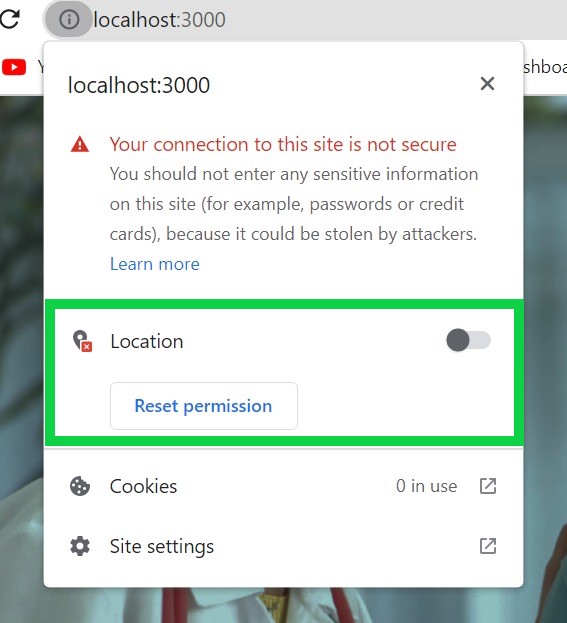 localhost:3000
shboa
localhost:3000
Your connection to this site is not secure
You should not enter any sensitive information
on this site (for example, passwords or credit
cards), because it could be stolen by attackers.
Learn more
Location
Reset permission
Cookies 0 in use
Site settings